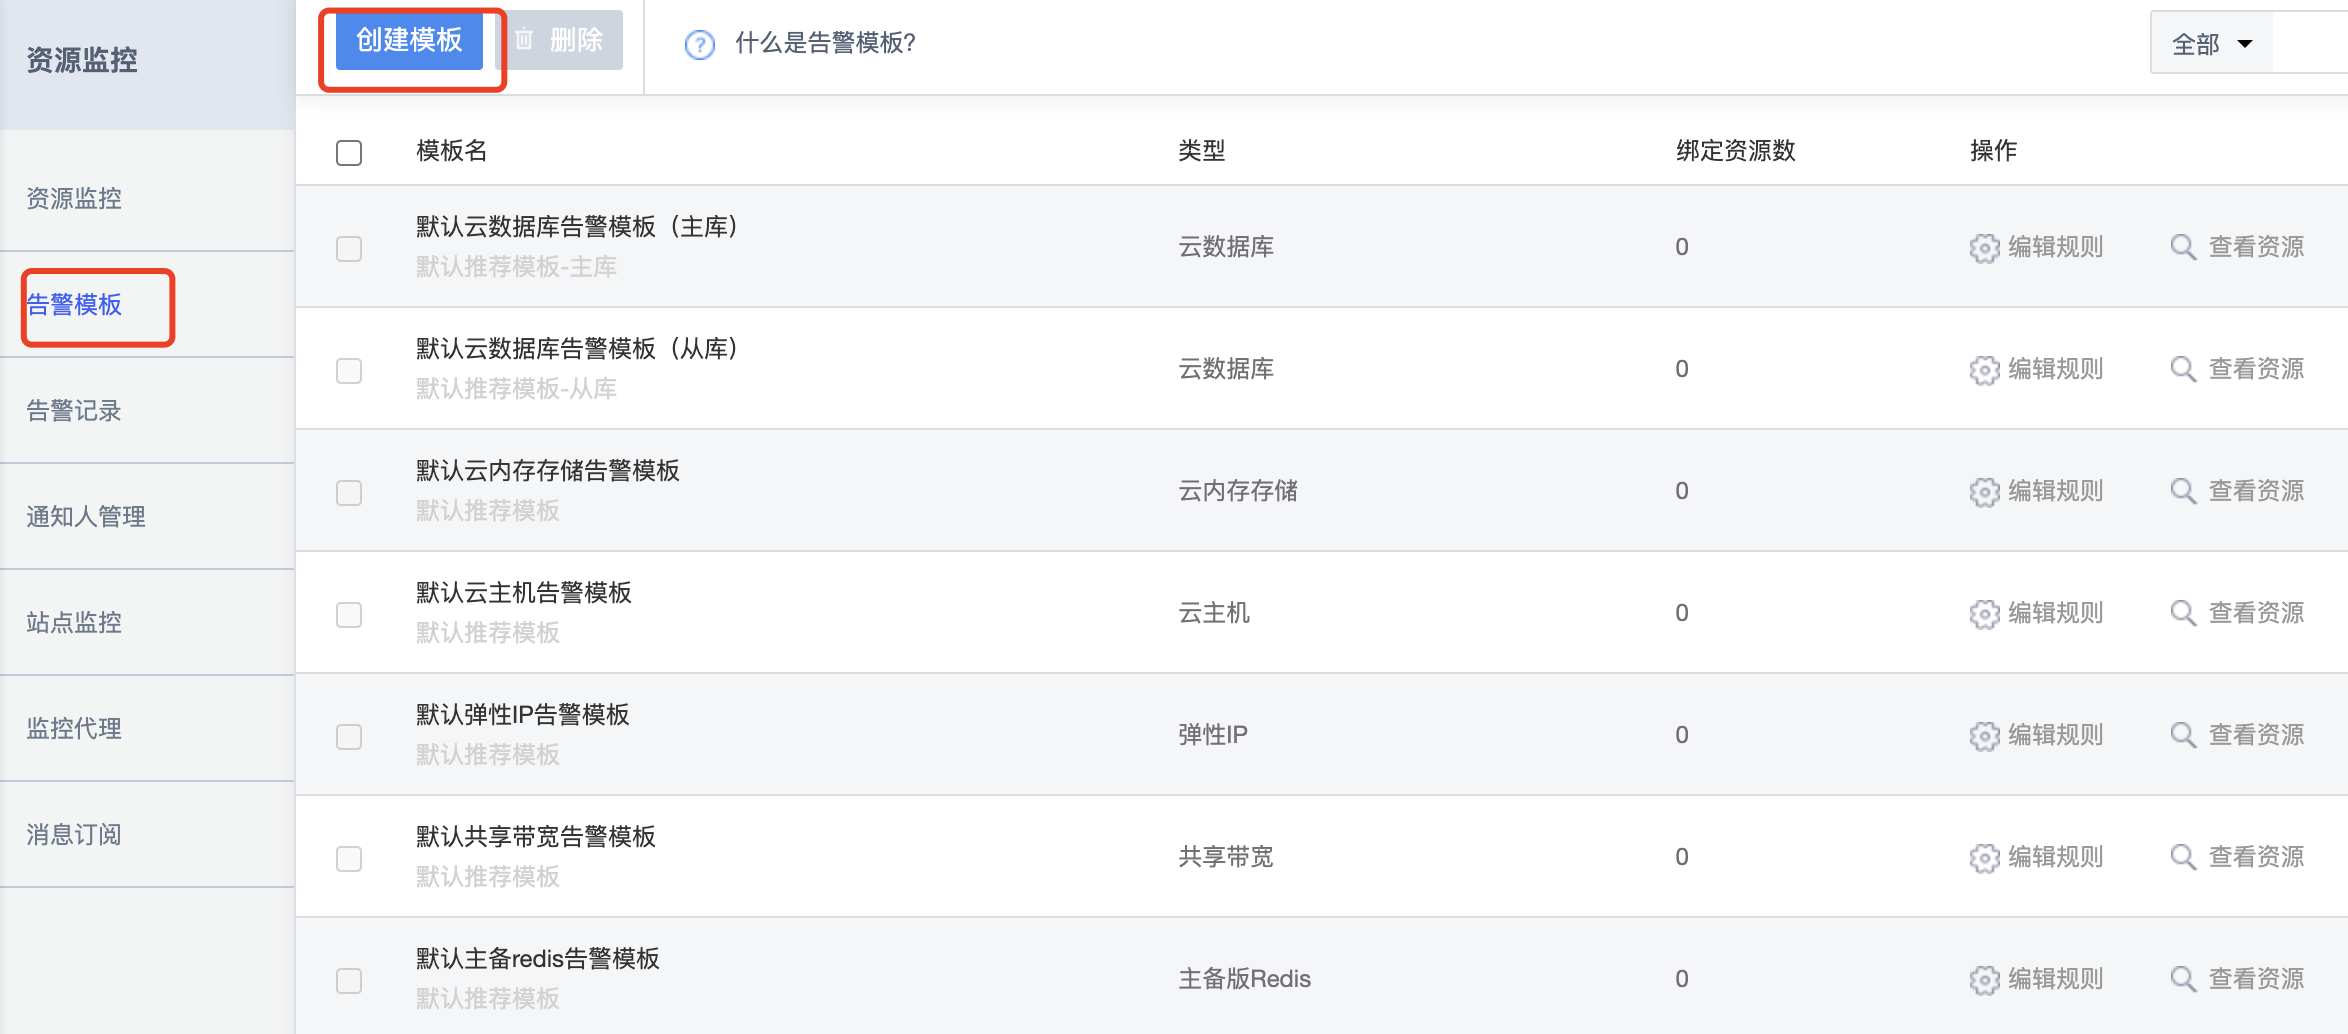 资源监控
创建模板
删除
什么是告警模板?
全部
资源监控
告警模板
告警记录
通知人管理
站点监控
监控代理
消息订阅
模板名 类型 绑定资源数 操作
默认云数据库告警模板（主库）
默认推荐模板-主库
云数据库 0 编辑规则 查看资源
默认云数据库告警模板（从库）
默认推荐模板-从库
云数据库 0 编辑规则 查看资源
默认云内存存储告警模板
默认推荐模板
云内存存储 0 编辑规则 查看资源
默认云主机告警模板
默认推荐模板
云主机 0 编辑规则 查看资源
默认弹性IP告警模板
默认推荐模板
弹性IP 0 编辑规则 查看资源
默认共享带宽告警模板
默认推荐模板
共享带宽 0 编辑规则 查看资源
默认主备redis告警模板
默认推荐模板
主备版Redis 0 编辑规则 查看资源